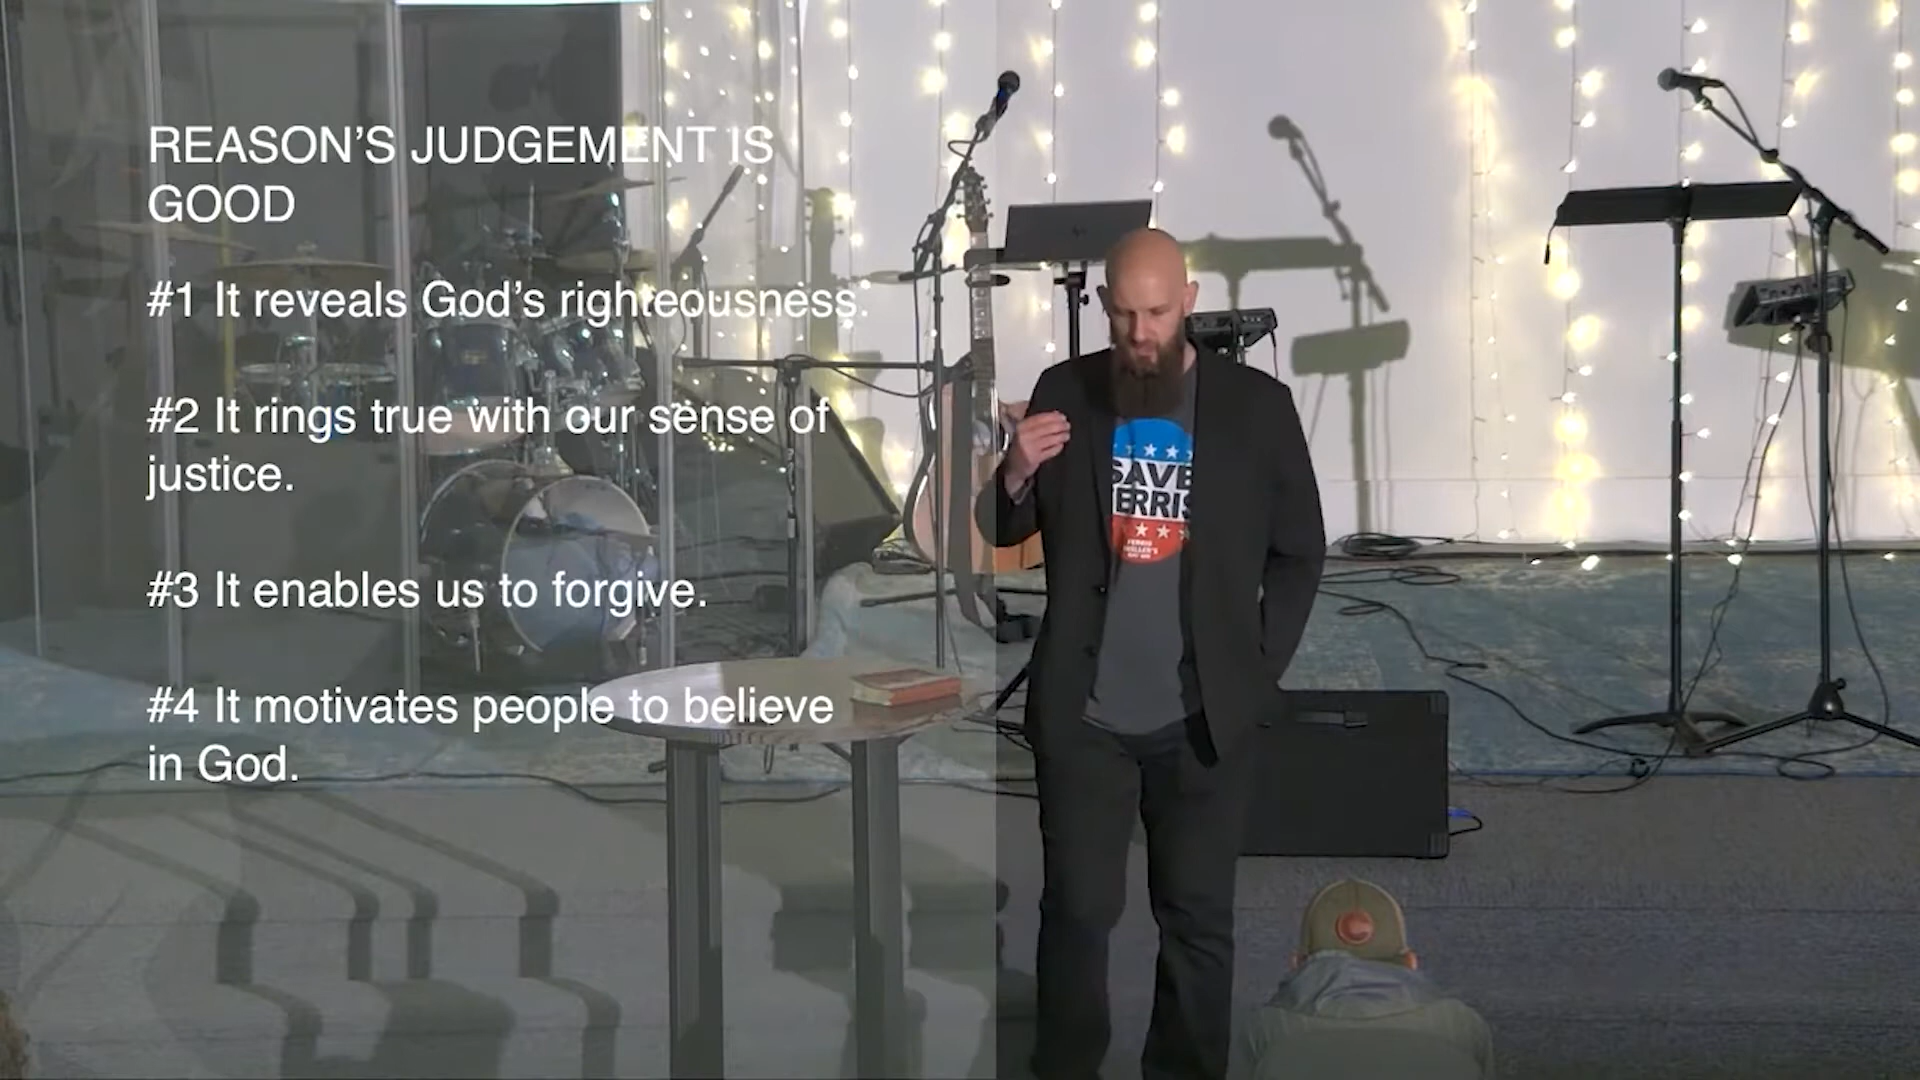 REASON’S JUDGEMENT IS
GOOD
#1 It reveals God’s righteousness.
#2 It rings true with our sense of
justice.
#3 It enables us to forgive.
#4 It motivates people to believe
in God.
SAVE
FERRIS